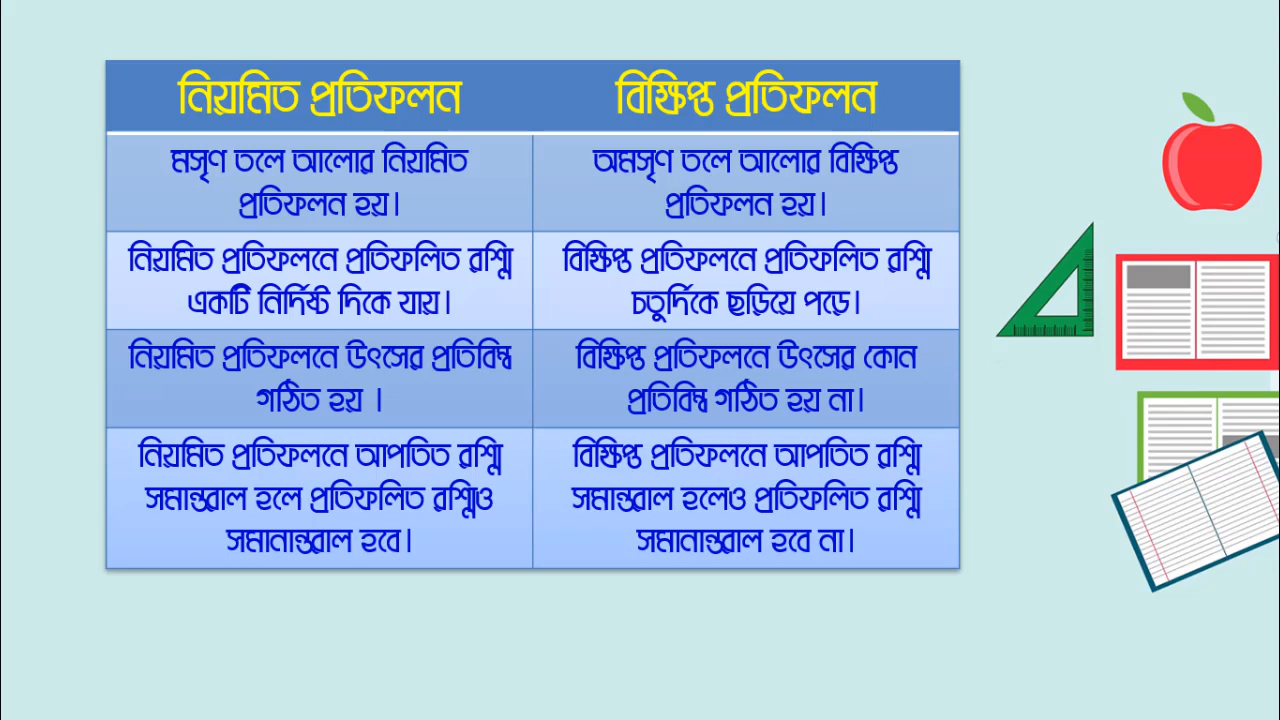 নিয়মিত প্রতিফলন
বিক্ষিপ্ত প্রতিফলন
মসৃণ তলে আলোর নিয়মিত
প্রতিফলন হয়।
অমসৃণ তলে আলোর বিক্ষিপ্ত
প্রতিফলন হয়।
নিয়মিত প্রতিফলনে প্রতিফলিত রশ্মি
একটি নির্দিষ্ট দিকে যায়।
বিক্ষিপ্ত প্রতিফলনে প্রতিফলিত রশ্মি
চতুর্দিকে ছড়িয়ে পড়ে।
নিয়মিত প্রতিফলনে উৎসের প্রতিবিম্ব
গঠিত হয় ।
বিক্ষিপ্ত প্রতিফলনে উৎসের কোন
প্রতিবিম্ব গঠিত হয় না।
নিয়মিত প্রতিফলনে আপতিত রশ্মি
সমান্তরাল হলে প্রতিফলিত রশ্মিও
সমানান্তরাল হবে।
বিক্ষিপ্ত প্রতিফলনে আপতিত রশ্মি
সমান্তরাল হলেও প্রতিফলিত রশ্মি
সমানান্তরাল হবে না।